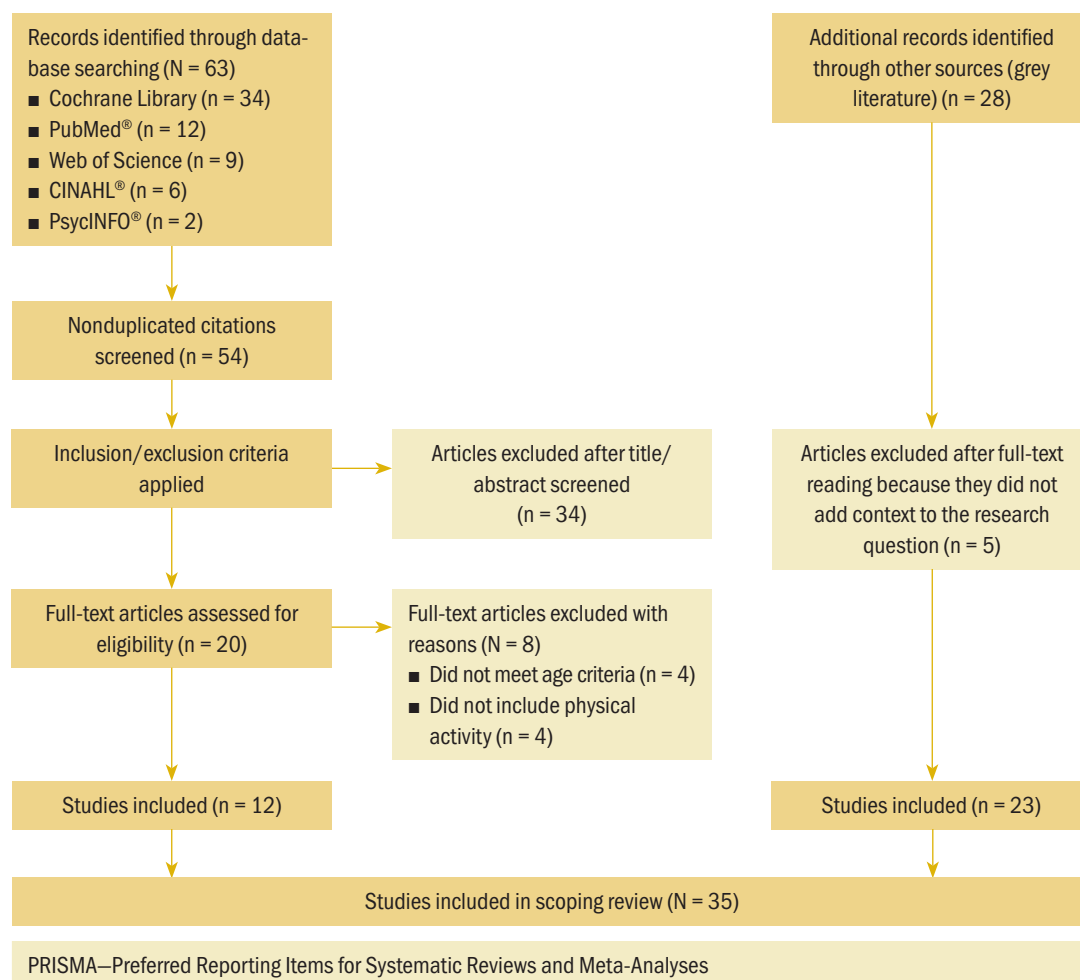 Records identified through data-
base searching (N = 63)
■ Cochrane Library (n = 34)
■ PubMed® (n = 12)
■ Web of Science (n = 9)
■ CINAHL® (n = 6)
■ PsycINFO® (n = 2)
Additional records identified
through other sources (grey
literature) (n = 28)
Nonduplicated citations
screened (n = 54)
Inclusion/exclusion criteria
applied
Articles excluded after title/
abstract screened
(n = 34)
Articles excluded after full-text
reading because they did not
add context to the research
question (n = 5)
Full-text articles assessed for
eligibility (n = 20)
Full-text articles excluded with
reasons (N = 8)
■ Did not meet age criteria (n = 4)
■ Did not include physical
activity (n = 4)
Studies included (n = 12)
Studies included (n = 23)
Studies included in scoping review (N = 35)
PRISMA—Preferred Reporting Items for Systematic Reviews and Meta-Analyses